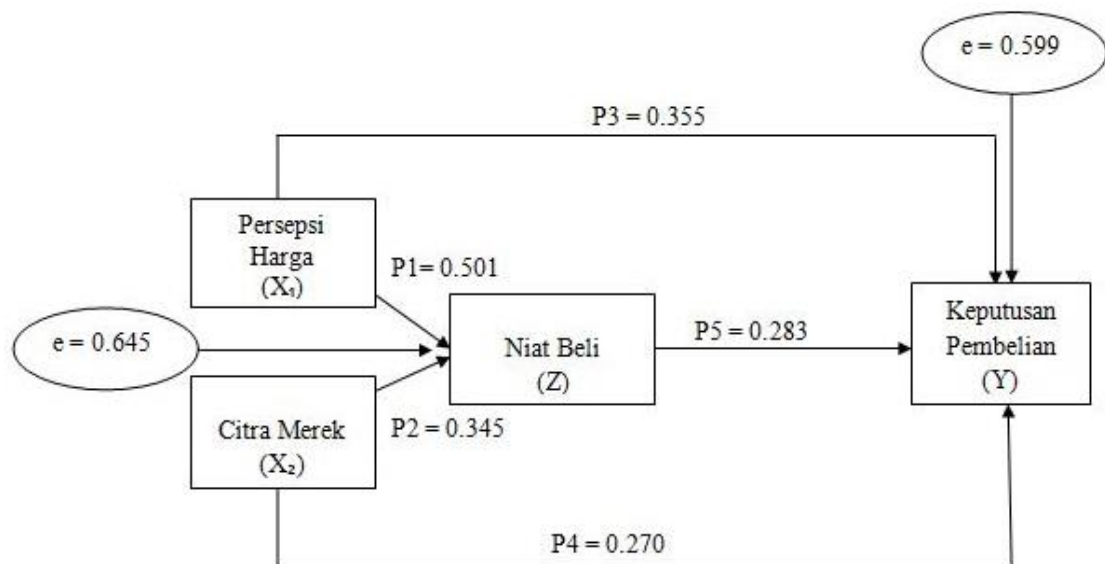 e = 0.599
P3 = 0.355
Persepsi
Harga
(X₁)
P1= 0.501
e = 0.645
Niat Beli
(Z)
P5 = 0.283
Keputusan
Pembelian
(Y)
Citra Merek
(X₂)
P2 = 0.345
P4 = 0.270